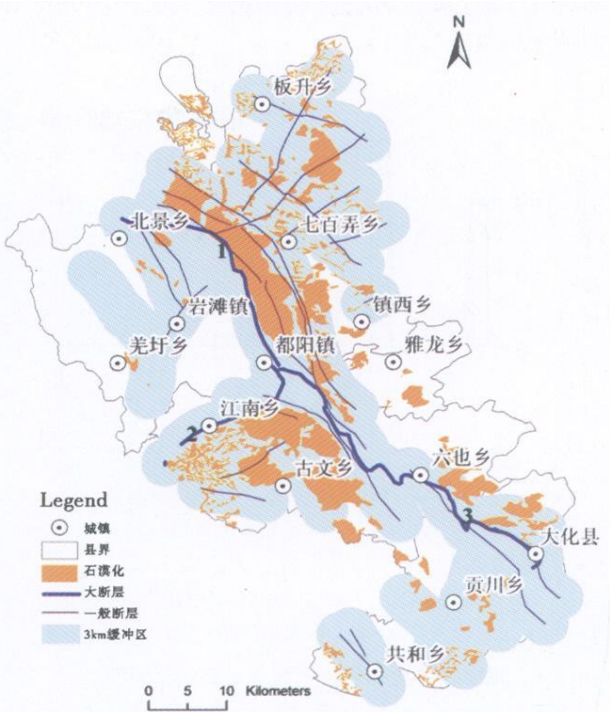 N
板升乡
北景乡
七百弄乡
1
岩滩镇
镇西乡
羌圩乡
都阳镇
雅龙乡
江南乡
2
古文乡
六也乡
Legend
城镇
县界
石漠化
大断层
一般断层
3km缓冲区
3
大化县
贡川乡
共和乡
0 5 10 Kilometers